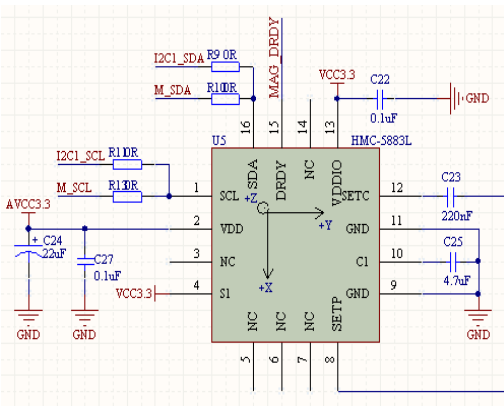 I2C1_SDA R9 0R
M_SDA R10 0R
MAG_DRDY
VCC3.3 C22
0.1uF GND
16 15 14 13
U5 HMC-5883L
I2C1_SCL R11 0R
M_SCL R13 0R
SDA DRDY NC VDDIO
1 SCL SETC 12 C23
220nF
+Z
+Y
+X
AVCC3.3
2 VDD GND 11
+ C24
22uF
C27
0.1uF
3 NC C1 10 C25
4.7uF
VCC3.3 4 S1 GND 9
NC NC NC SETP
GND GND GND
5 6 7 8